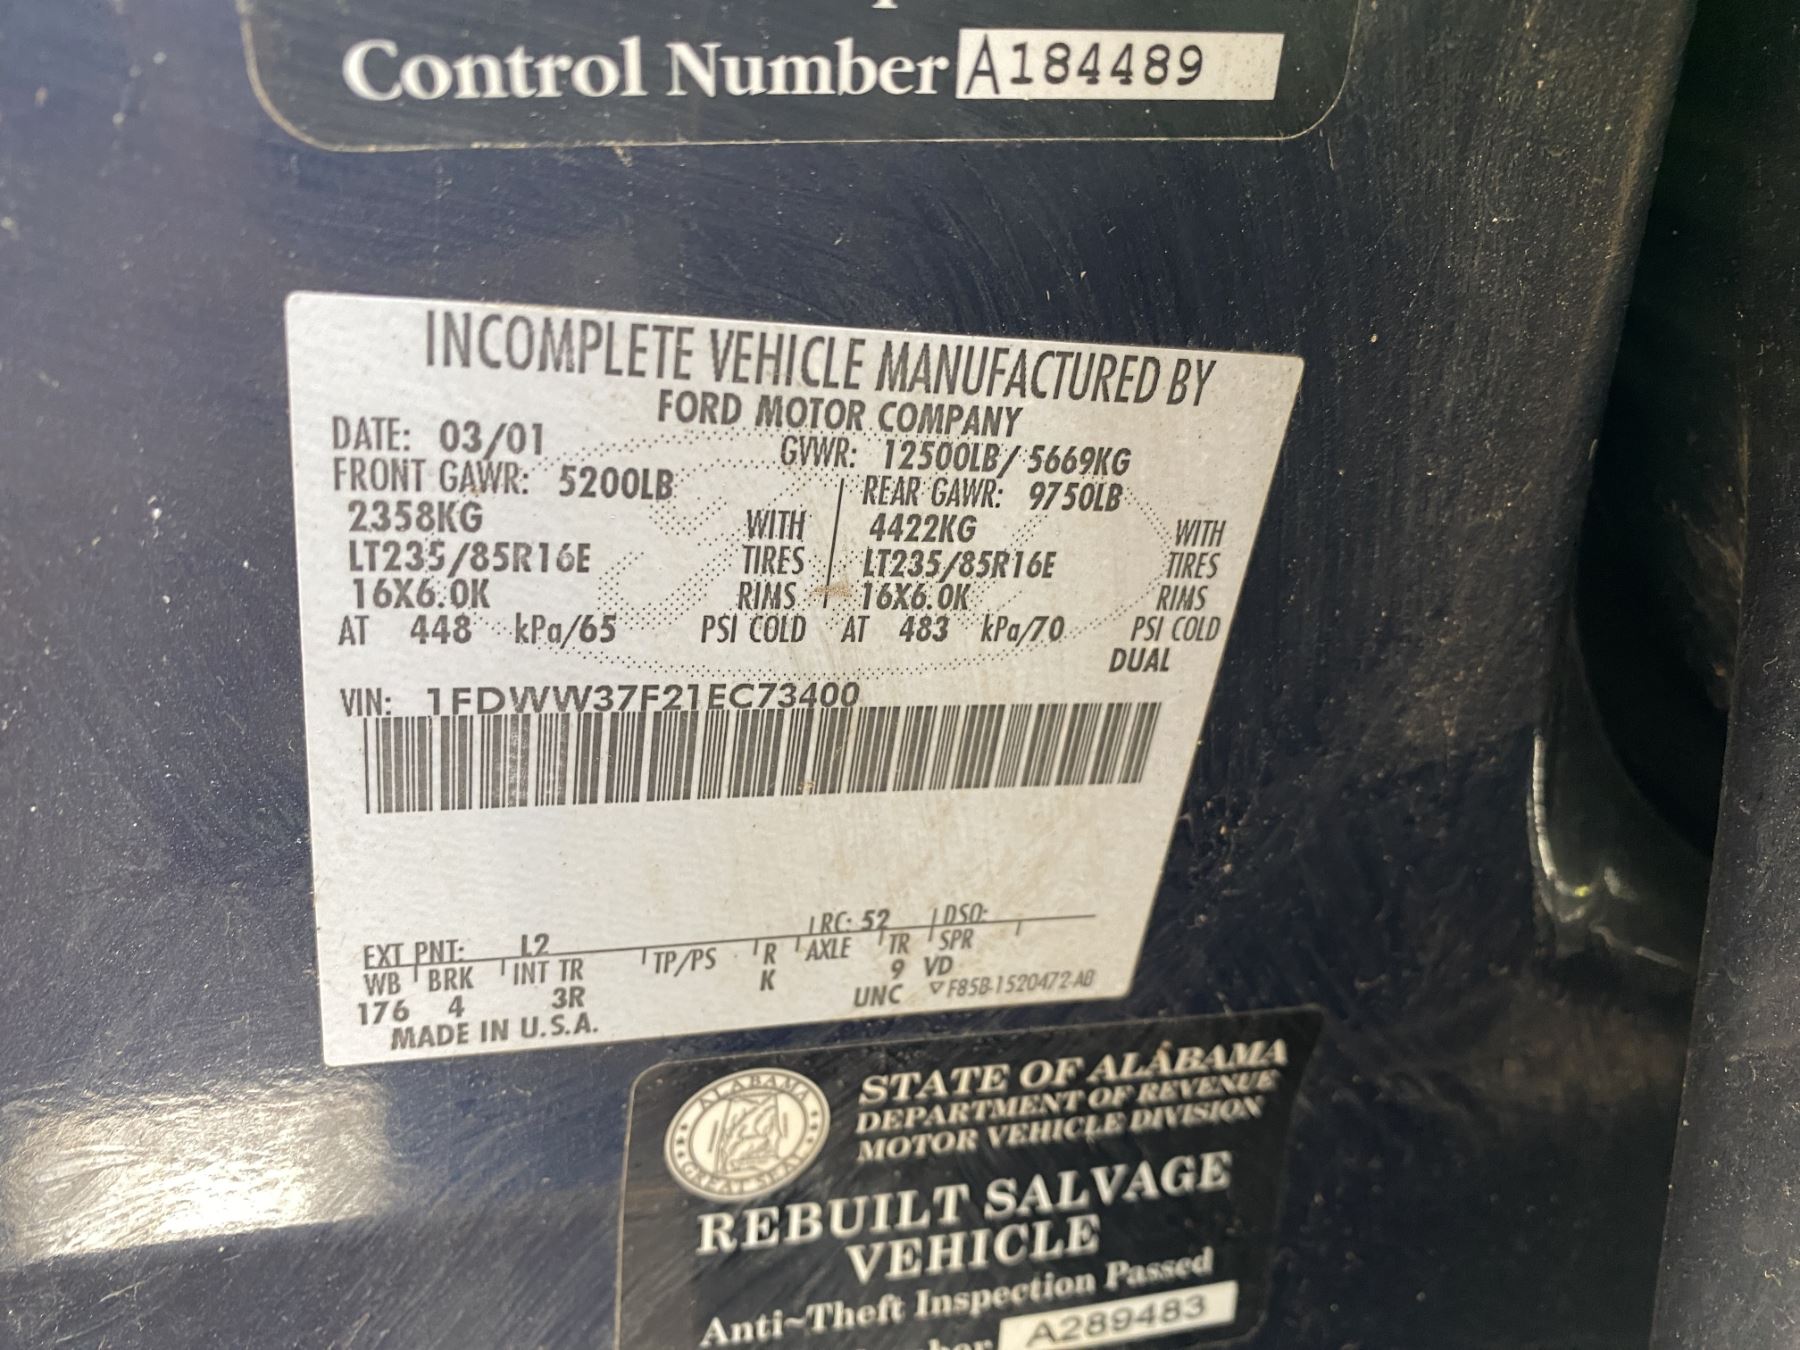 Control Number A184489
INCOMPLETE VEHICLE MANUFACTURED BY
FORD MOTOR COMPANY
DATE: 03/01
GVWR: 12500LB/ 5669KG
FRONT GAWR: 5200LB
REAR GAWR: 9750LB
2358KG WITH 4422KG WITH
LT235/85R16E TIRES LT235/85R16E TIRES
16X6.0K RIMS 16X6.0K RIMS
AT 448 kPa/65 PSI COLD AT 483 kPa/70 PSI COLD
DUAL
VIN: 1FDWW37F21EC73400
EXT PNT: L2 RC: 52 DSO:
WB BRK INT TR TP/PS R AXLE TR SPR
176 4 3R K UNC 9 VD
MADE IN U.S.A. ▽F85B-1520472-AB
ALABAMA
GREAT SEAL
STATE OF ALABAMA
DEPARTMENT OF REVENUE
MOTOR VEHICLE DIVISION
REBUILT SALVAGE
VEHICLE
Anti~Theft Inspection Passed
A289483